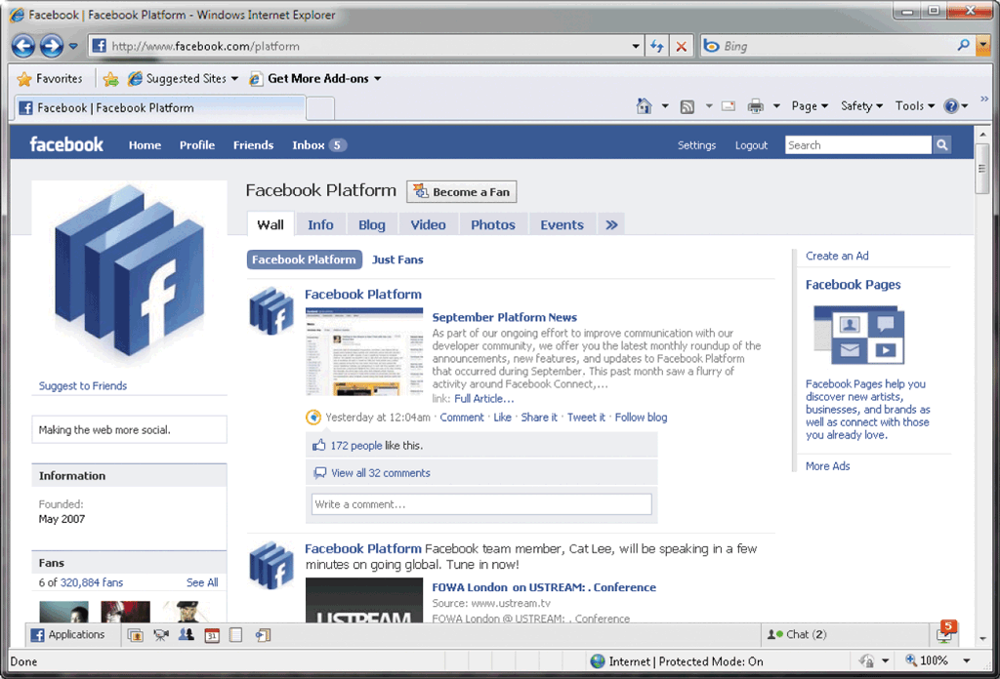 Facebook | Facebook Platform - Windows Internet Explorer
http://www.facebook.com/platform
Bing
Favorites
Suggested Sites
Get More Add-ons
Facebook | Facebook Platform
Page
Safety
Tools
»
facebook
Home
Profile
Friends
Inbox 5
Settings
Logout
Search
Facebook Platform
Become a Fan
Wall
Info
Blog
Video
Photos
Events
»
Suggest to Friends
Making the web more social.
Information
Founded:
May 2007
Fans
6 of 320,884 fans
See All
Facebook Platform
Just Fans
Facebook Platform
September Platform News
As part of our ongoing effort to improve communication with our
developer community, we offer you the latest monthly roundup of the
announcements, new features, and updates to Facebook Platform
that occurred during September. This past month saw a flurry of
activity around Facebook Connect,...
link: Full Article...
Yesterday at 12:04am · Comment · Like · Share it · Tweet it · Follow blog
172 people like this.
View all 32 comments
Write a comment...
Facebook Platform Facebook team member, Cat Lee, will be speaking in a few
minutes on going global. Tune in now!
USTREAM
FOWA London on USTREAM: . Conference
Source: www.ustream.tv
FOWA London @ USTREAM: . Conference
Create an Ad
Facebook Pages
Facebook Pages help you
discover new artists,
businesses, and brands as
well as connect with those
you already love.
More Ads
Applications
31
Chat (2)
5
Done
Internet | Protected Mode: On
100%